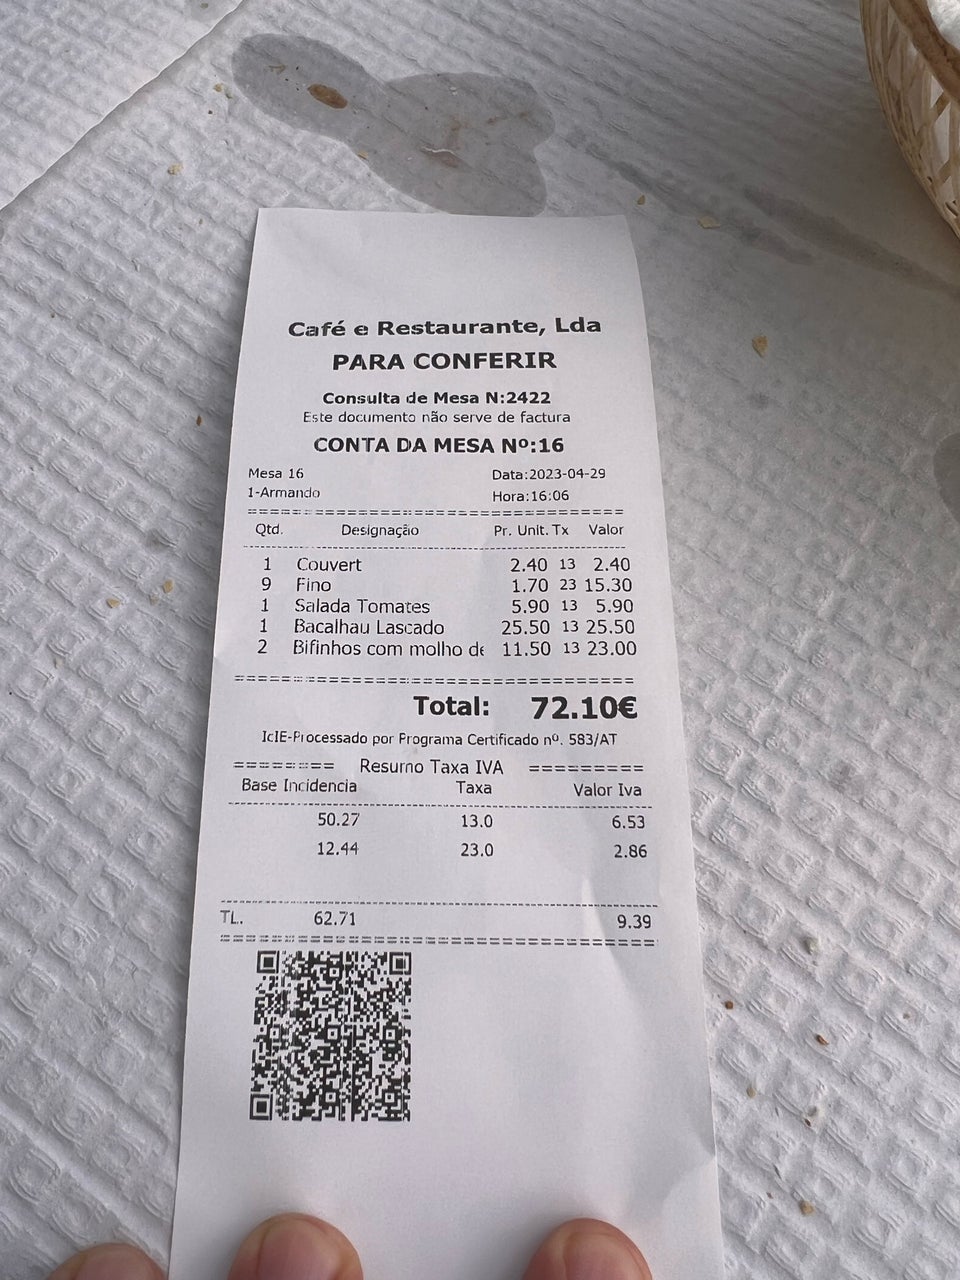 Café e Restaurante, Lda
PARA CONFERIR
Consulta de Mesa N:2422
Este documento não serve de factura
CONTA DA MESA Nº:16
Mesa 16 Data:2023-04-29
1-Armando Hora:16:06
================================================
Qtd. Designação Pr. Unit. Tx Valor
------------------------------------------------
1 Couvert 2.40 13 2.40
9 Fino 1.70 23 15.30
1 Salada Tomates 5.90 13 5.90
1 Bacalhau Lascado 25.50 13 25.50
2 Bifinhos com molho de 11.50 13 23.00
================================================
Total: 72.10€
IcIE-Processado por Programa Certificado nº. 583/AT
========= Resumo Taxa IVA =========
Base Incidencia Taxa Valor Iva
------------------------------------------------
50.27 13.0 6.53
12.44 23.0 2.86
------------------------------------------------
TL. 62.71 9.39
================================================